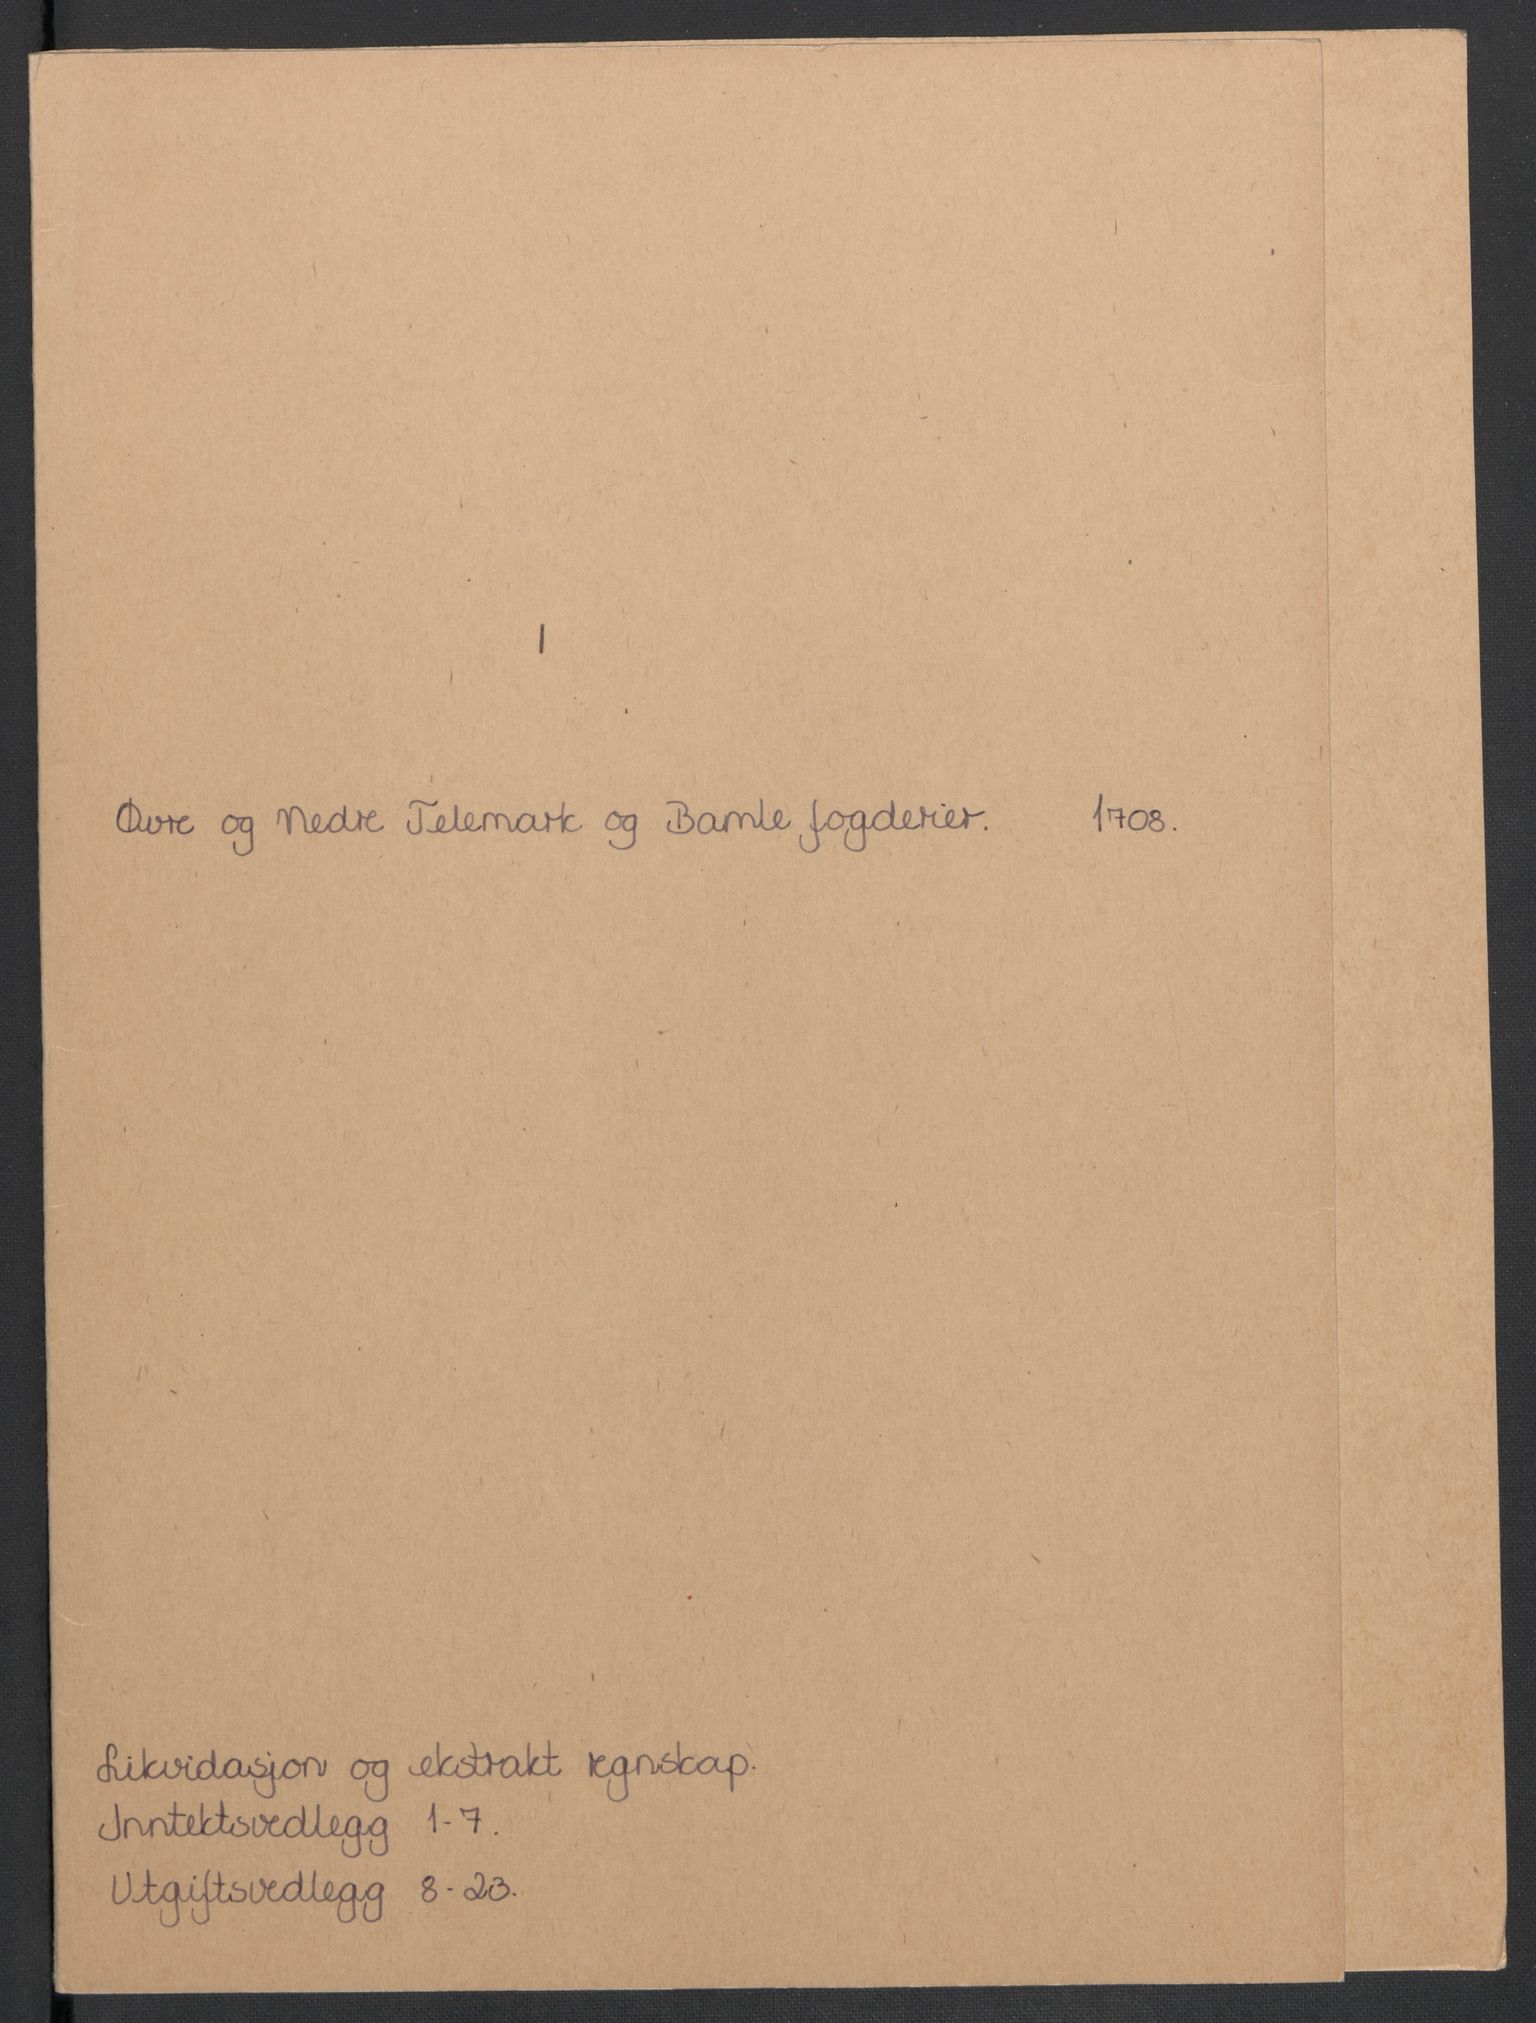 I
Øvre og Nedre Telemark og Bamle fogderier. 1708.
Likvidasjon og ekstrakt regnskap.
Inntektsvedlegg 1-7.
Utgiftsvedlegg 8-23.